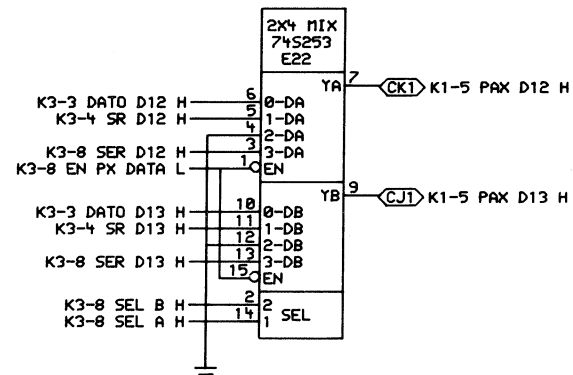 2X4 MIX
74S253
E22
YA 7 CK1 K1-5 PAX D12 H
K3-3 DATO D12 H 6 0-DA
K3-4 SR D12 H 5 1-DA
4 2-DA
K3-8 SER D12 H 3 3-DA
K3-8 EN PX DATA L 1 EN
YB 9 CJ1 K1-5 PAX D13 H
K3-3 DATO D13 H 10 0-DB
K3-4 SR D13 H 11 1-DB
12 2-DB
K3-8 SER D13 H 13 3-DB
15 EN
K3-8 SEL B H 2 2
SEL
K3-8 SEL A H 14 1